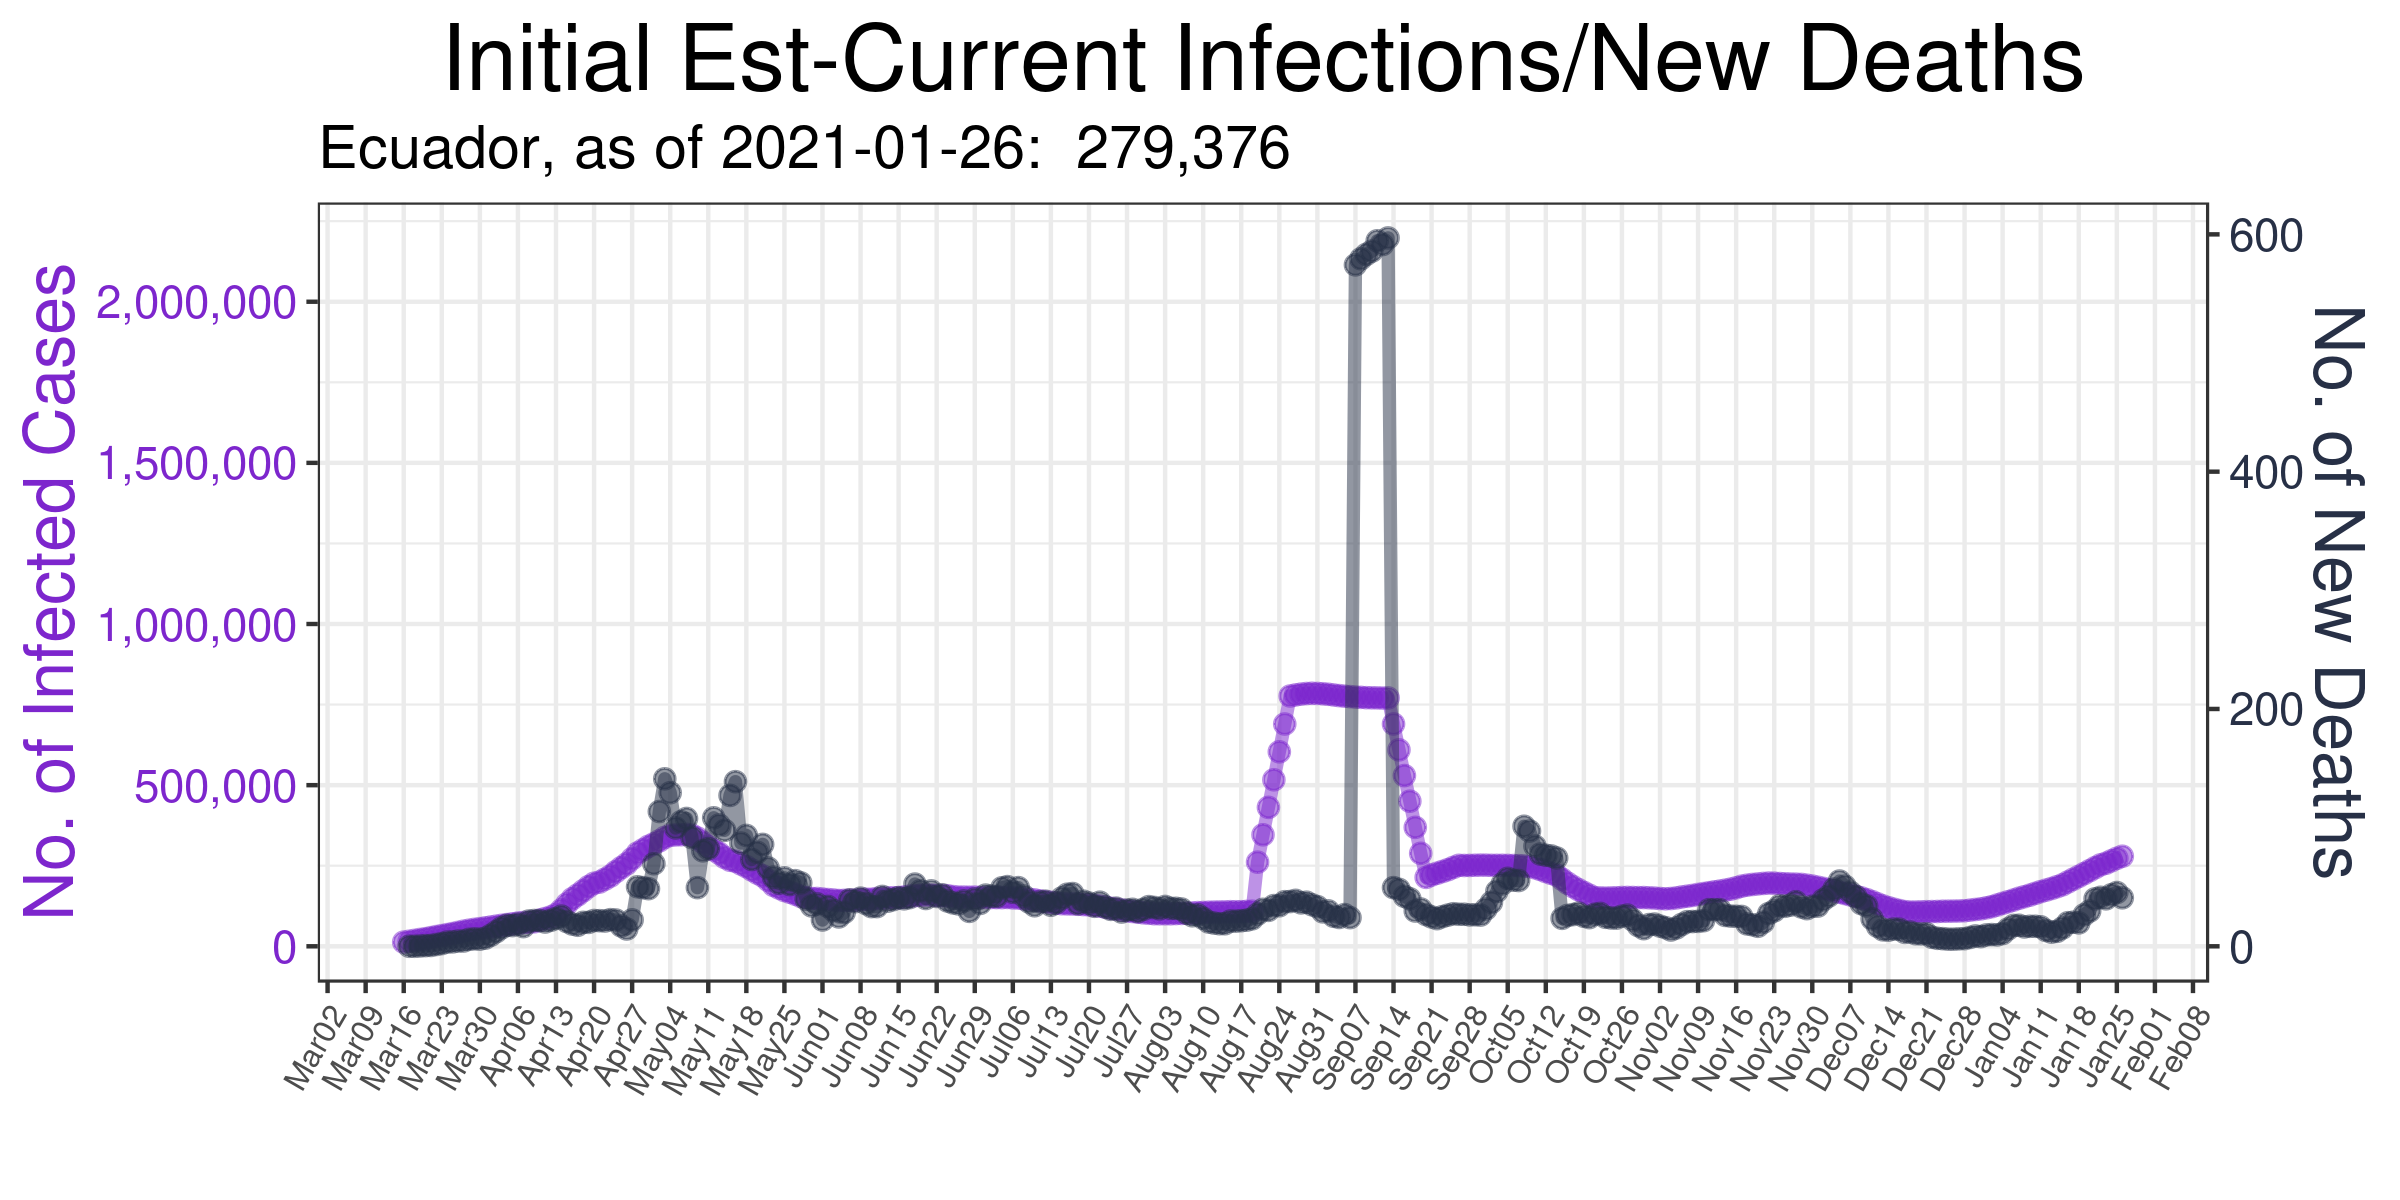 Initial Est-Current Infections/New Deaths
Ecuador, as of 2021-01-26:  279,376
No. of Infected Cases
2,000,000
1,500,000
1,000,000
500,000
0
600
400
200
0
No. of New Deaths
Mar02
Mar09
Mar16
Mar23
Mar30
Apr06
Apr13
Apr20
Apr27
May04
May11
May18
May25
Jun01
Jun08
Jun15
Jun22
Jun29
Jul06
Jul13
Jul20
Jul27
Aug03
Aug10
Aug17
Aug24
Aug31
Sep07
Sep14
Sep21
Sep28
Oct05
Oct12
Oct19
Oct26
Nov02
Nov09
Nov16
Nov23
Nov30
Dec07
Dec14
Dec21
Dec28
Jan04
Jan11
Jan18
Jan25
Feb01
Feb08